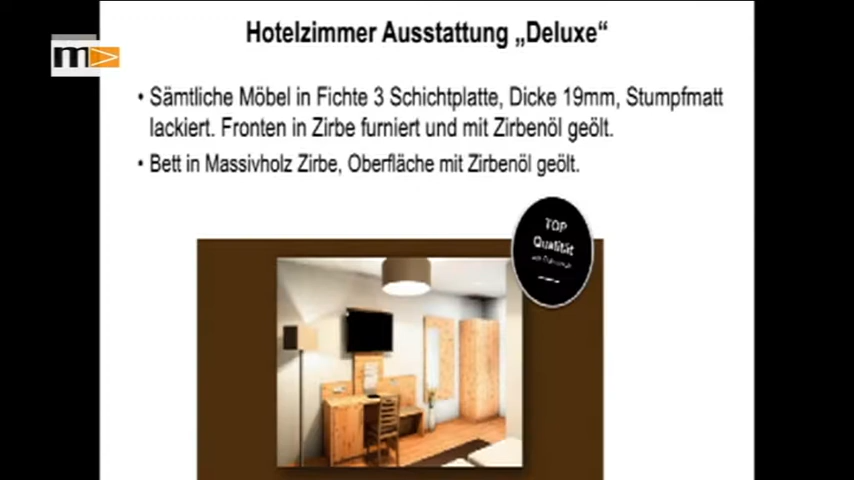 Hotelzimmer Ausstattung „Deluxe“
m
• Sämtliche Möbel in Fichte 3 Schichtplatte, Dicke 19mm, Stumpfmatt
lackiert. Fronten in Zirbe furniert und mit Zirbenöl geölt.
• Bett in Massivholz Zirbe, Oberfläche mit Zirbenöl geölt.
TOP
Qualität